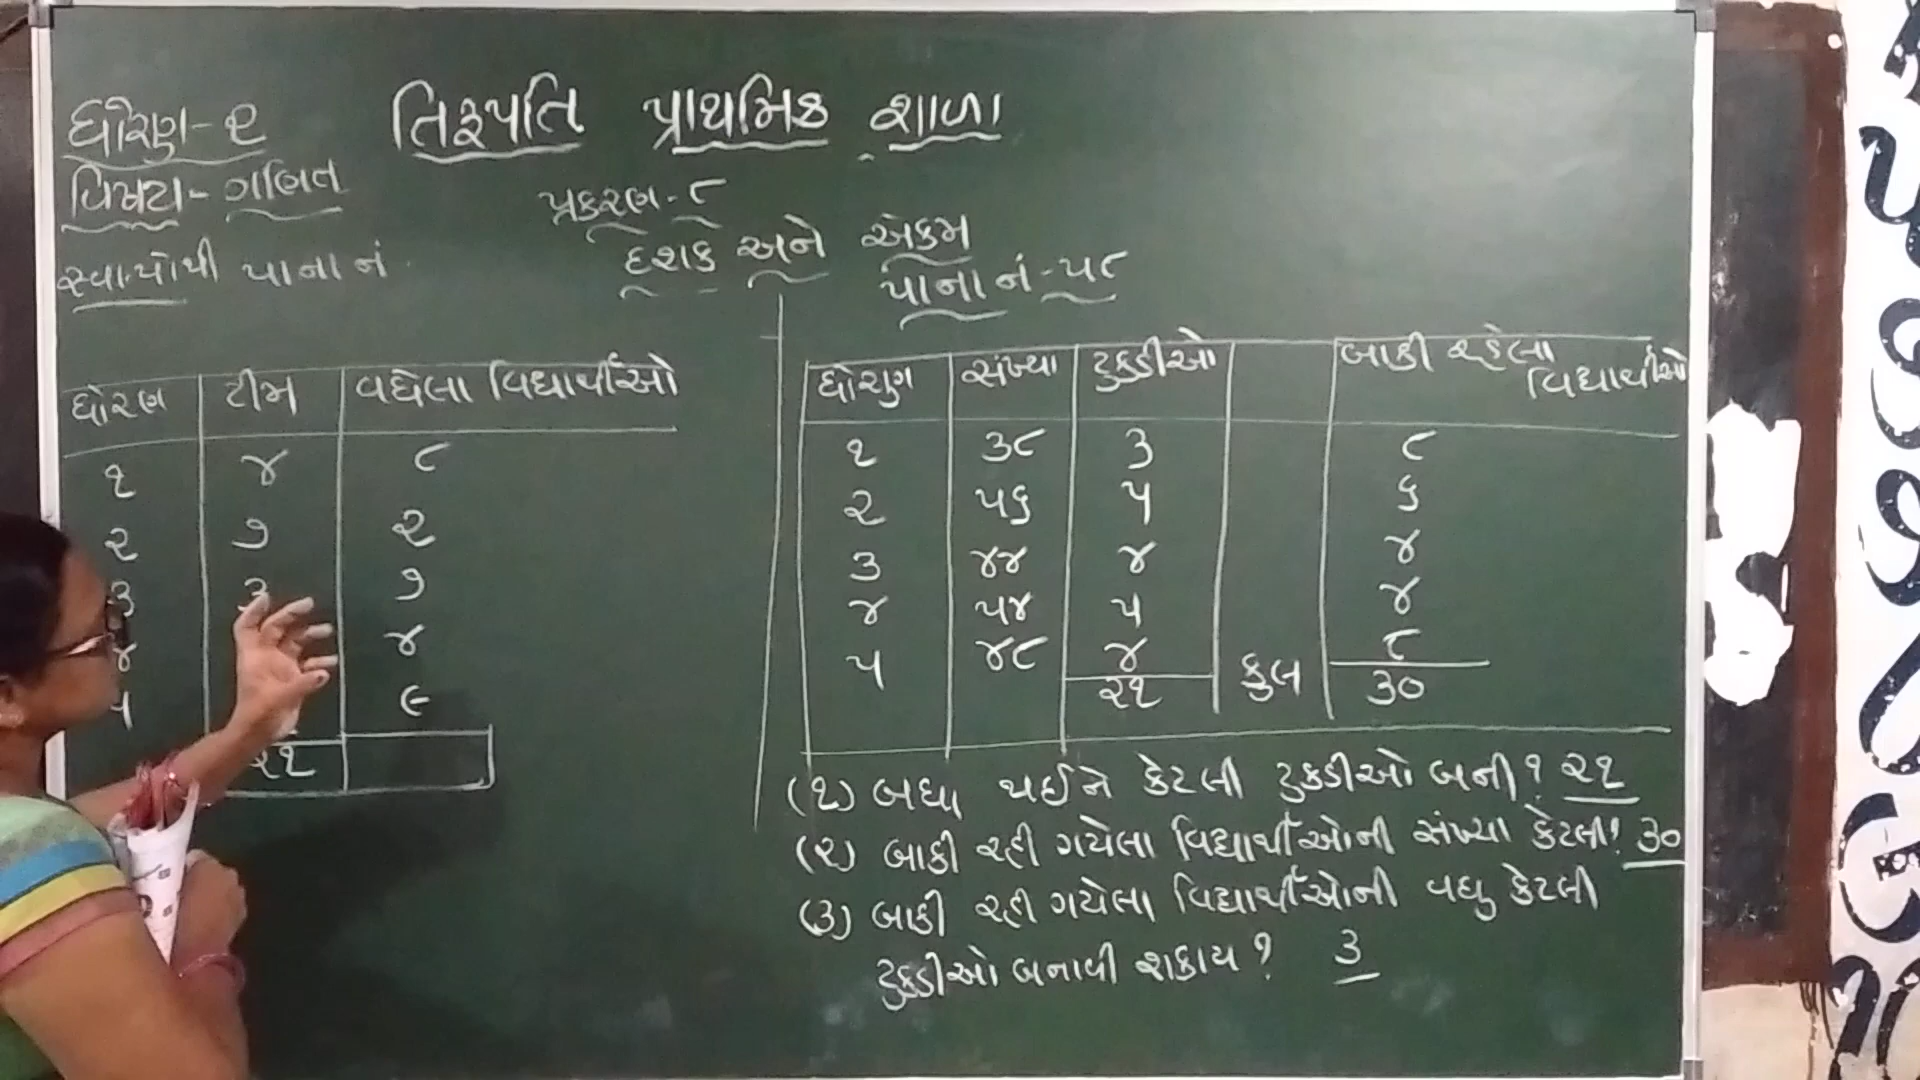 તિરૂપતિ પ્રાથમિક શાળા
ધોરણ-૨
વિષય-ગણિત
પ્રકરણ-૮
દશક અને એકમ
સ્વાપોથી પાના નં.
પાના નં-૫૮
ધોરણ ટીમ વધેલા વિદ્યાર્થીઓ
૧ ૪ ૮
૨ ૭ ૨
૩ ૩ ૭
૪ ૪
૫ ૯
૨૧
ધોરણ સંખ્યા ટુકડીઓ બાકી રહેલા વિદ્યાર્થીઓ
૧ ૩૮ ૩ ૮
૨ ૫૬ ૫ ૬
૩ ૪૪ ૪ ૪
૪ ૫૪ ૫ ૪
૫ ૪૮ ૪ ૮
૨૧ કુલ ૩૦
(૧) બધા થઈને કેટલી ટુકડીઓ બની? ૨૧
(૨) બાકી રહી ગયેલા વિદ્યાર્થીઓની સંખ્યા કેટલી! ૩૦
(૩) બાકી રહી ગયેલા વિદ્યાર્થીઓની વધુ કેટલી
ટુકડીઓ બનાવી શકાય? ૩